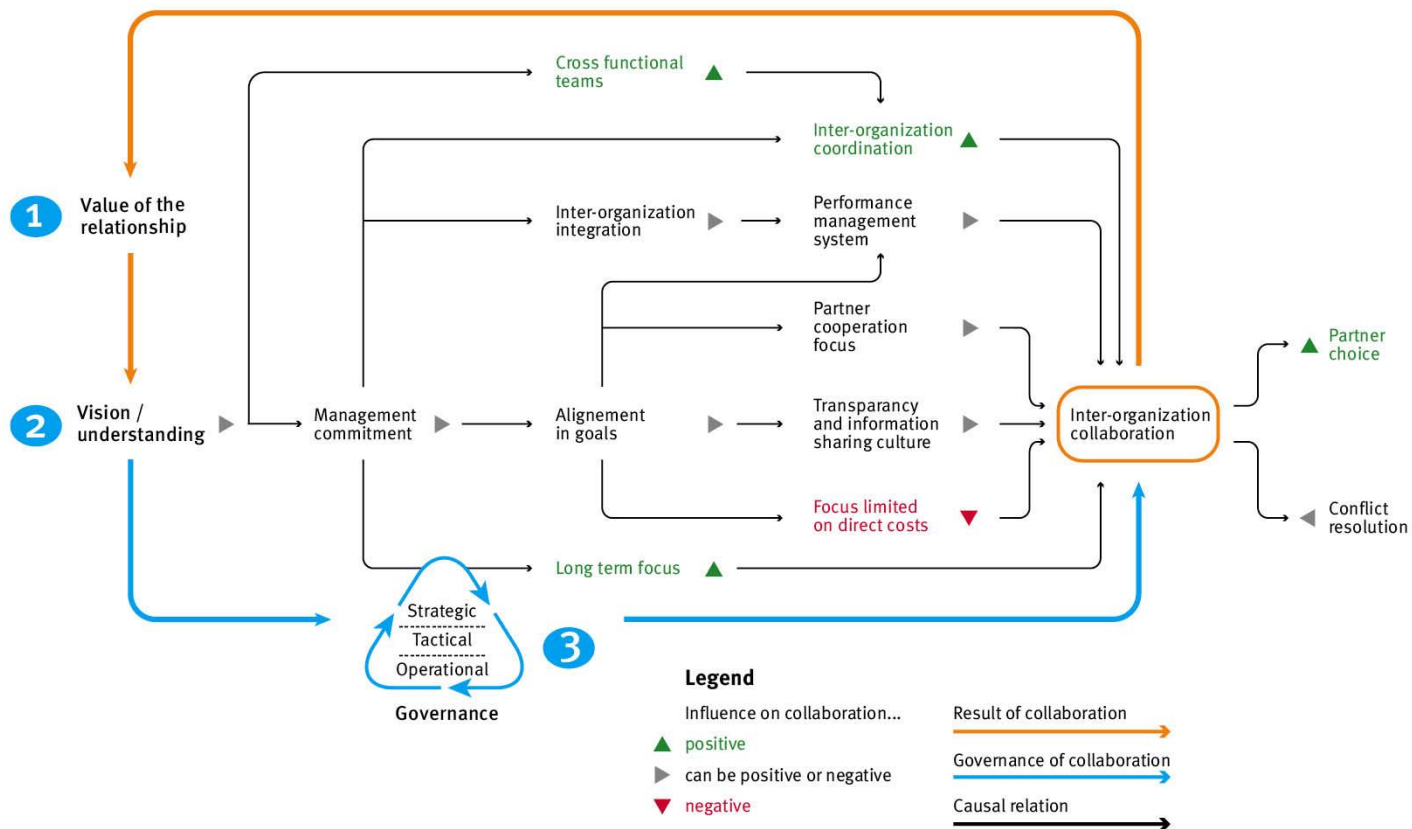 Cross functional
teams
Inter-organization
coordination
1
Value of the
relationship
Inter-organization
integration
Performance
management
system
Partner
cooperation
focus
Partner
choice
2
Vision /
understanding
Management
commitment
Alignement
in goals
Transparancy
and information
sharing culture
Inter-organization
collaboration
Focus limited
on direct costs
Conflict
resolution
Long term focus
Strategic
Tactical
Operational
3
Governance
Legend
Influence on collaboration...
positive
can be positive or negative
negative
Result of collaboration
Governance of collaboration
Causal relation